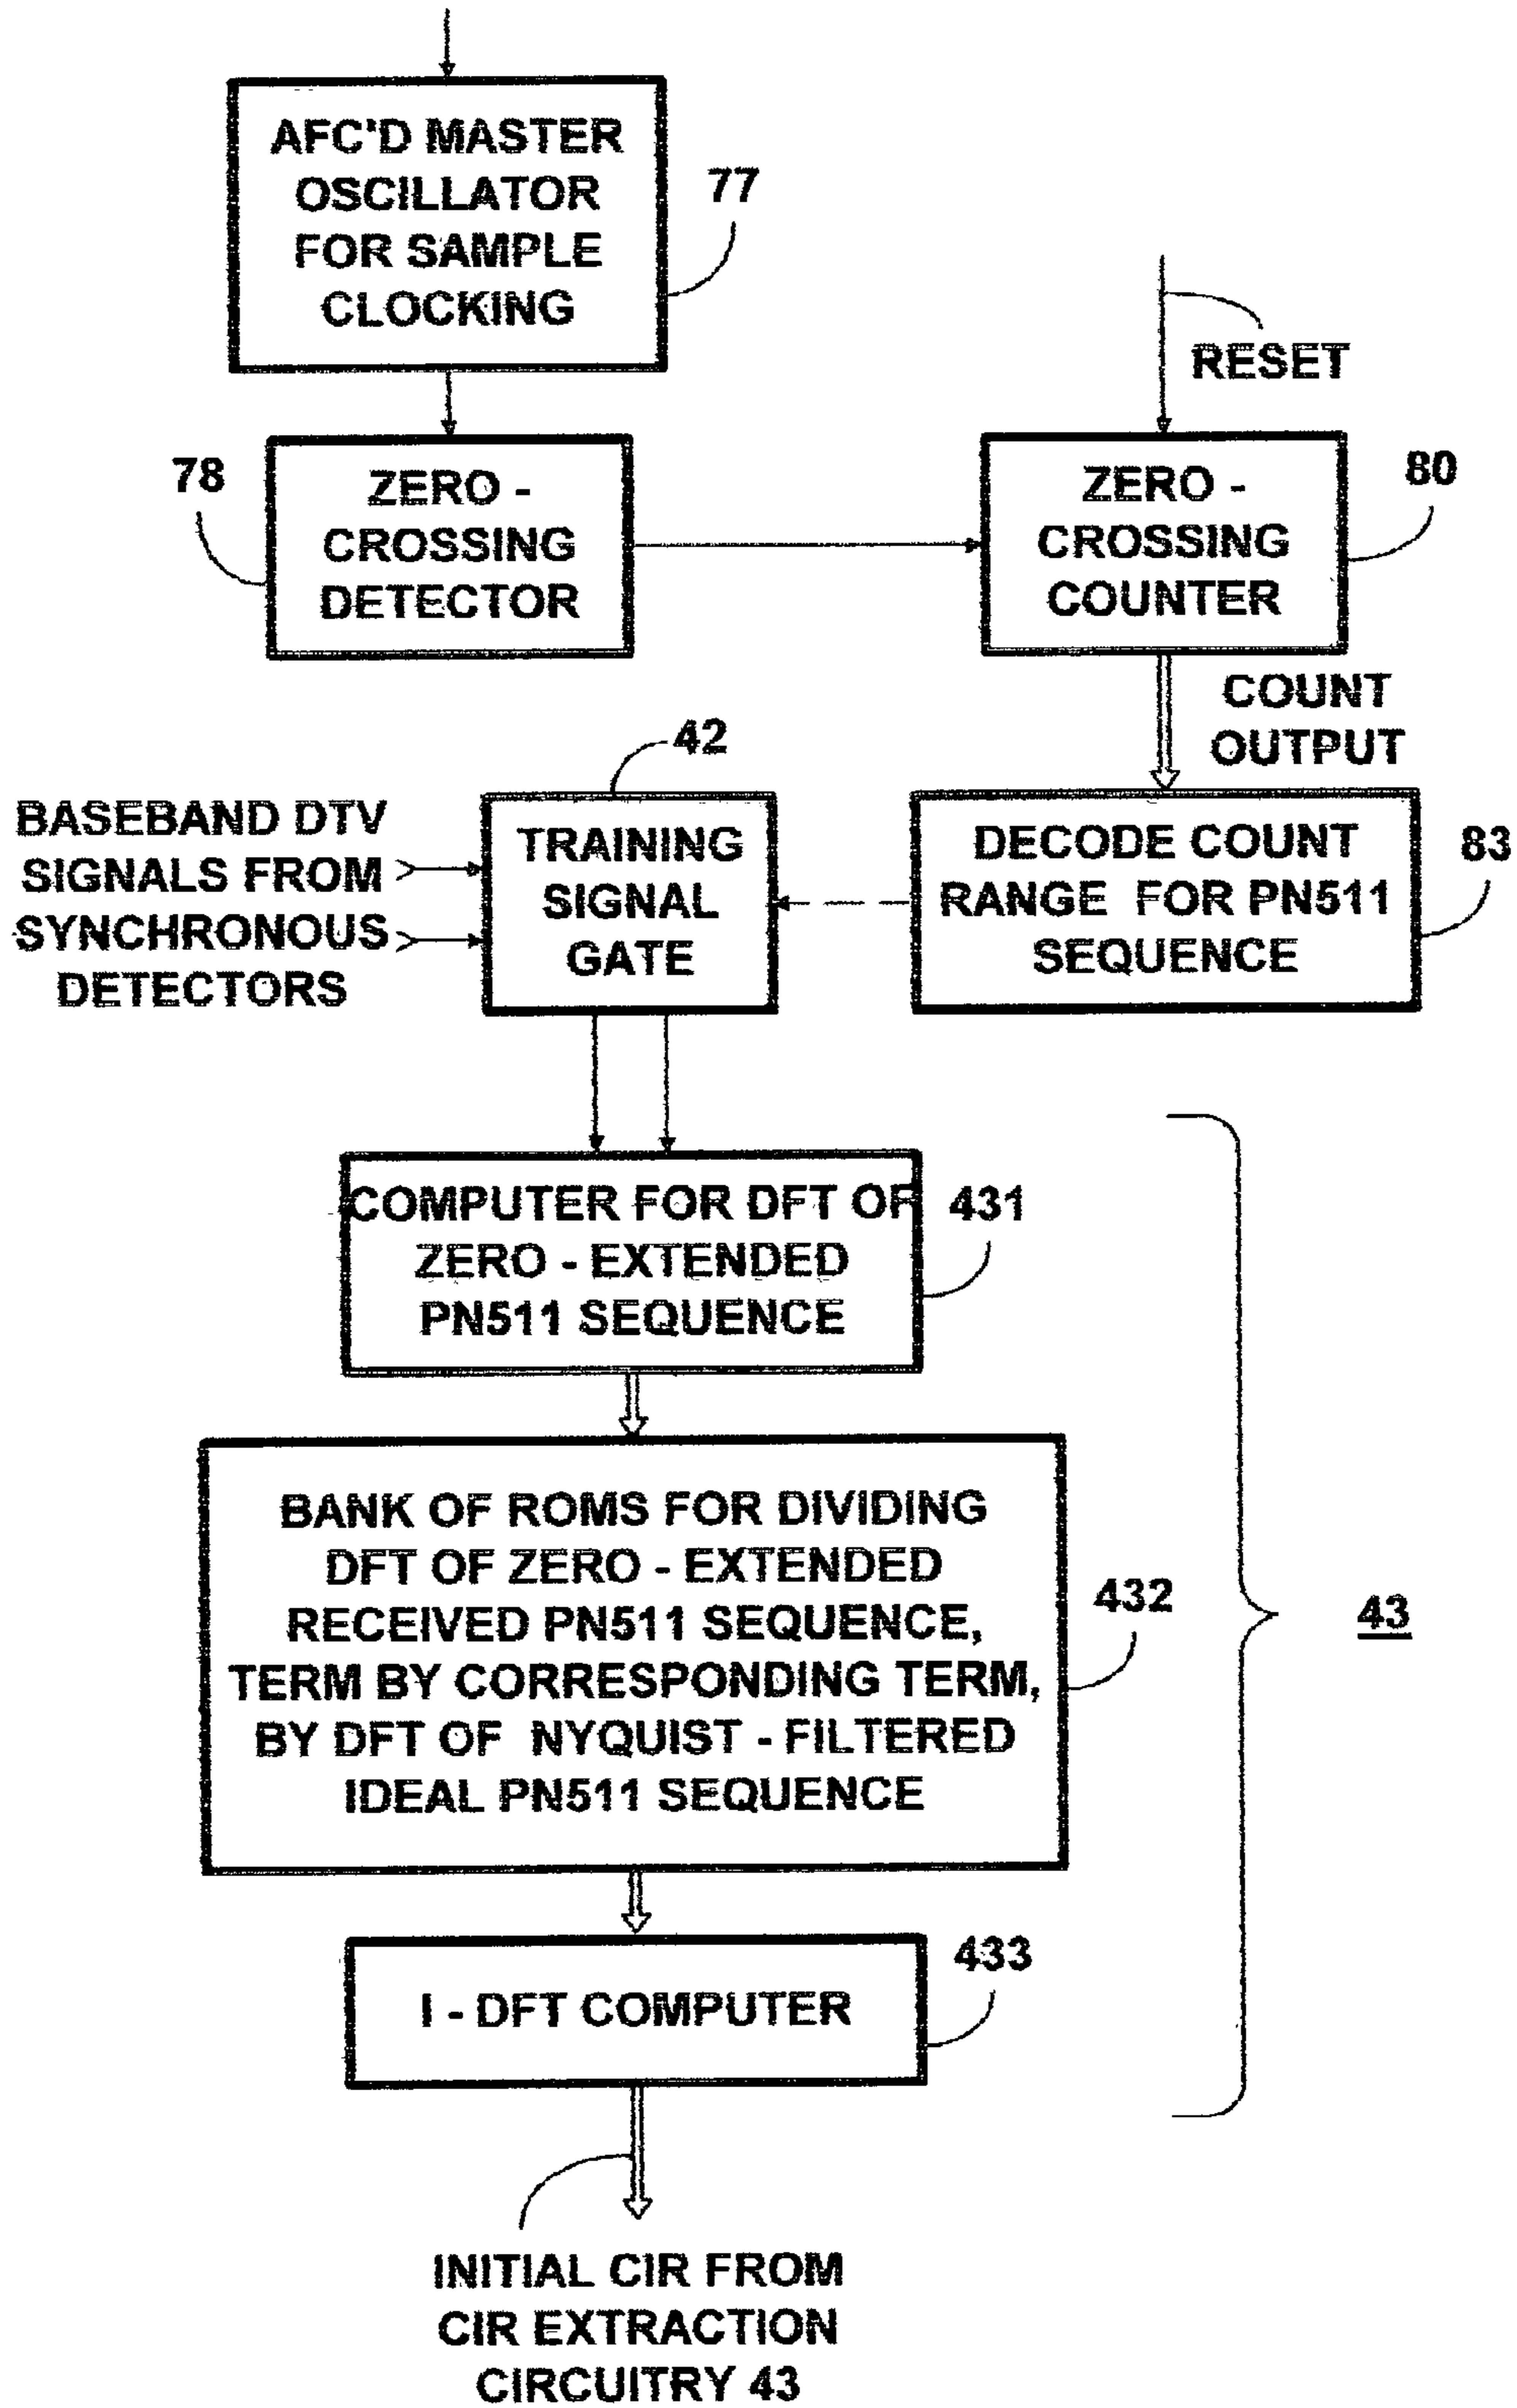 AFC'D MASTER
OSCILLATOR
FOR SAMPLE
CLOCKING
77
RESET
78
ZERO -
CROSSING
DETECTOR
ZERO -
CROSSING
COUNTER
80
COUNT
OUTPUT
42
BASEBAND DTV
SIGNALS FROM
SYNCHRONOUS
DETECTORS
TRAINING
SIGNAL
GATE
DECODE COUNT
RANGE FOR PN511
SEQUENCE
83
COMPUTER FOR DFT OF
ZERO - EXTENDED
PN511 SEQUENCE
431
BANK OF ROMS FOR DIVIDING
DFT OF ZERO - EXTENDED
RECEIVED PN511 SEQUENCE,
TERM BY CORRESPONDING TERM,
BY DFT OF NYQUIST - FILTERED
IDEAL PN511 SEQUENCE
432
43
I - DFT COMPUTER
433
INITIAL CIR FROM
CIR EXTRACTION
CIRCUITRY 43